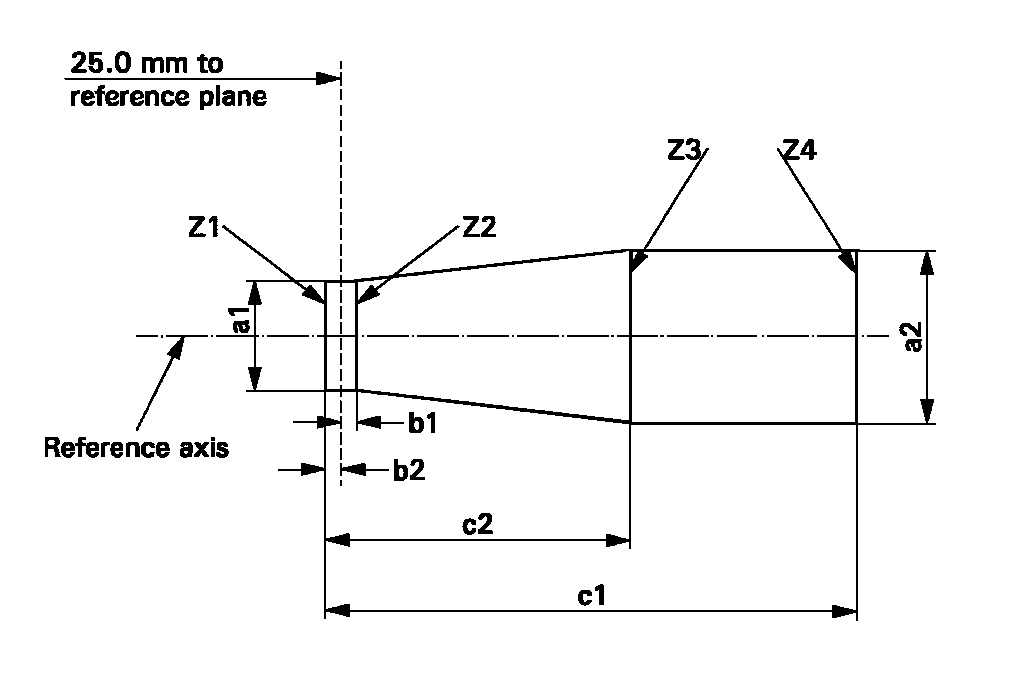 25.0 mm to
reference plane
Z3
Z4
Z1
Z2
a1
a2
b1
Reference axis
b2
c2
c1